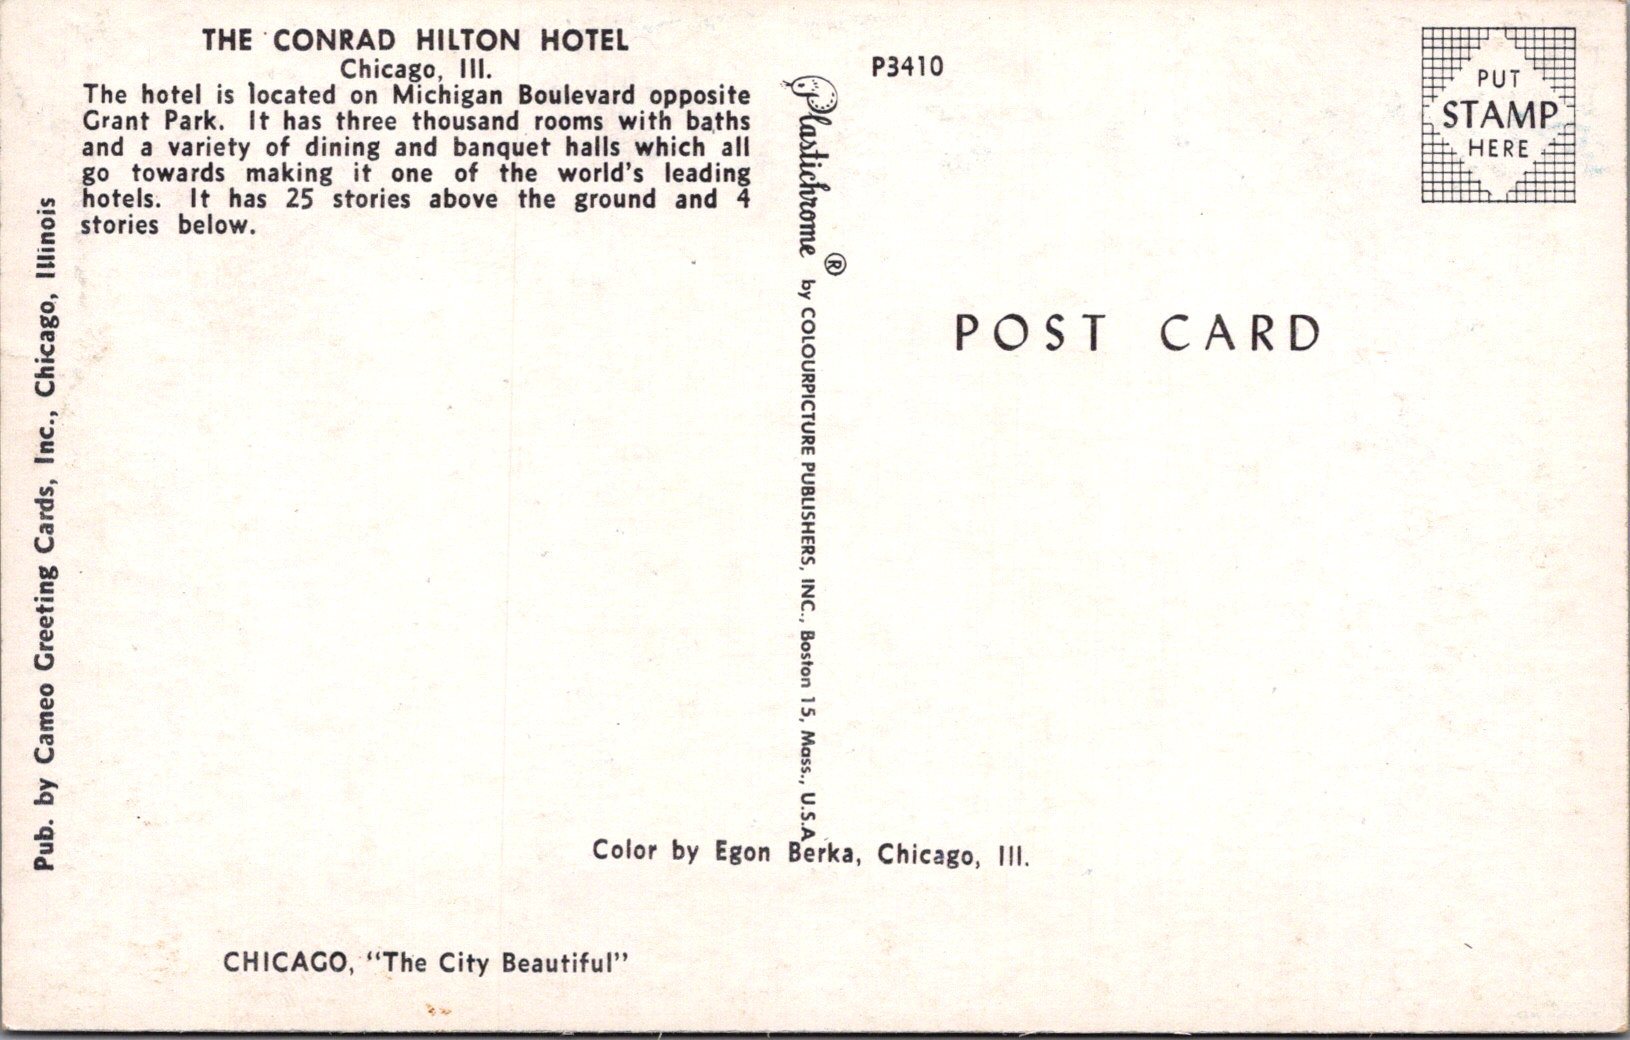 THE CONRAD HILTON HOTEL
Chicago, Ill.
The hotel is located on Michigan Boulevard opposite
Grant Park. It has three thousand rooms with baths
and a variety of dining and banquet halls which all
go towards making it one of the world's leading
hotels. It has 25 stories above the ground and 4
stories below.
Pub. by Cameo Greeting Cards, Inc., Chicago, Illinois
Plastichrome ® by COLOURPICTURE PUBLISHERS, INC., Boston 15, Mass., U.S.A.
P3410
PUT
STAMP
HERE
POST CARD
Color by Egon Berka, Chicago, Ill.
CHICAGO, "The City Beautiful"